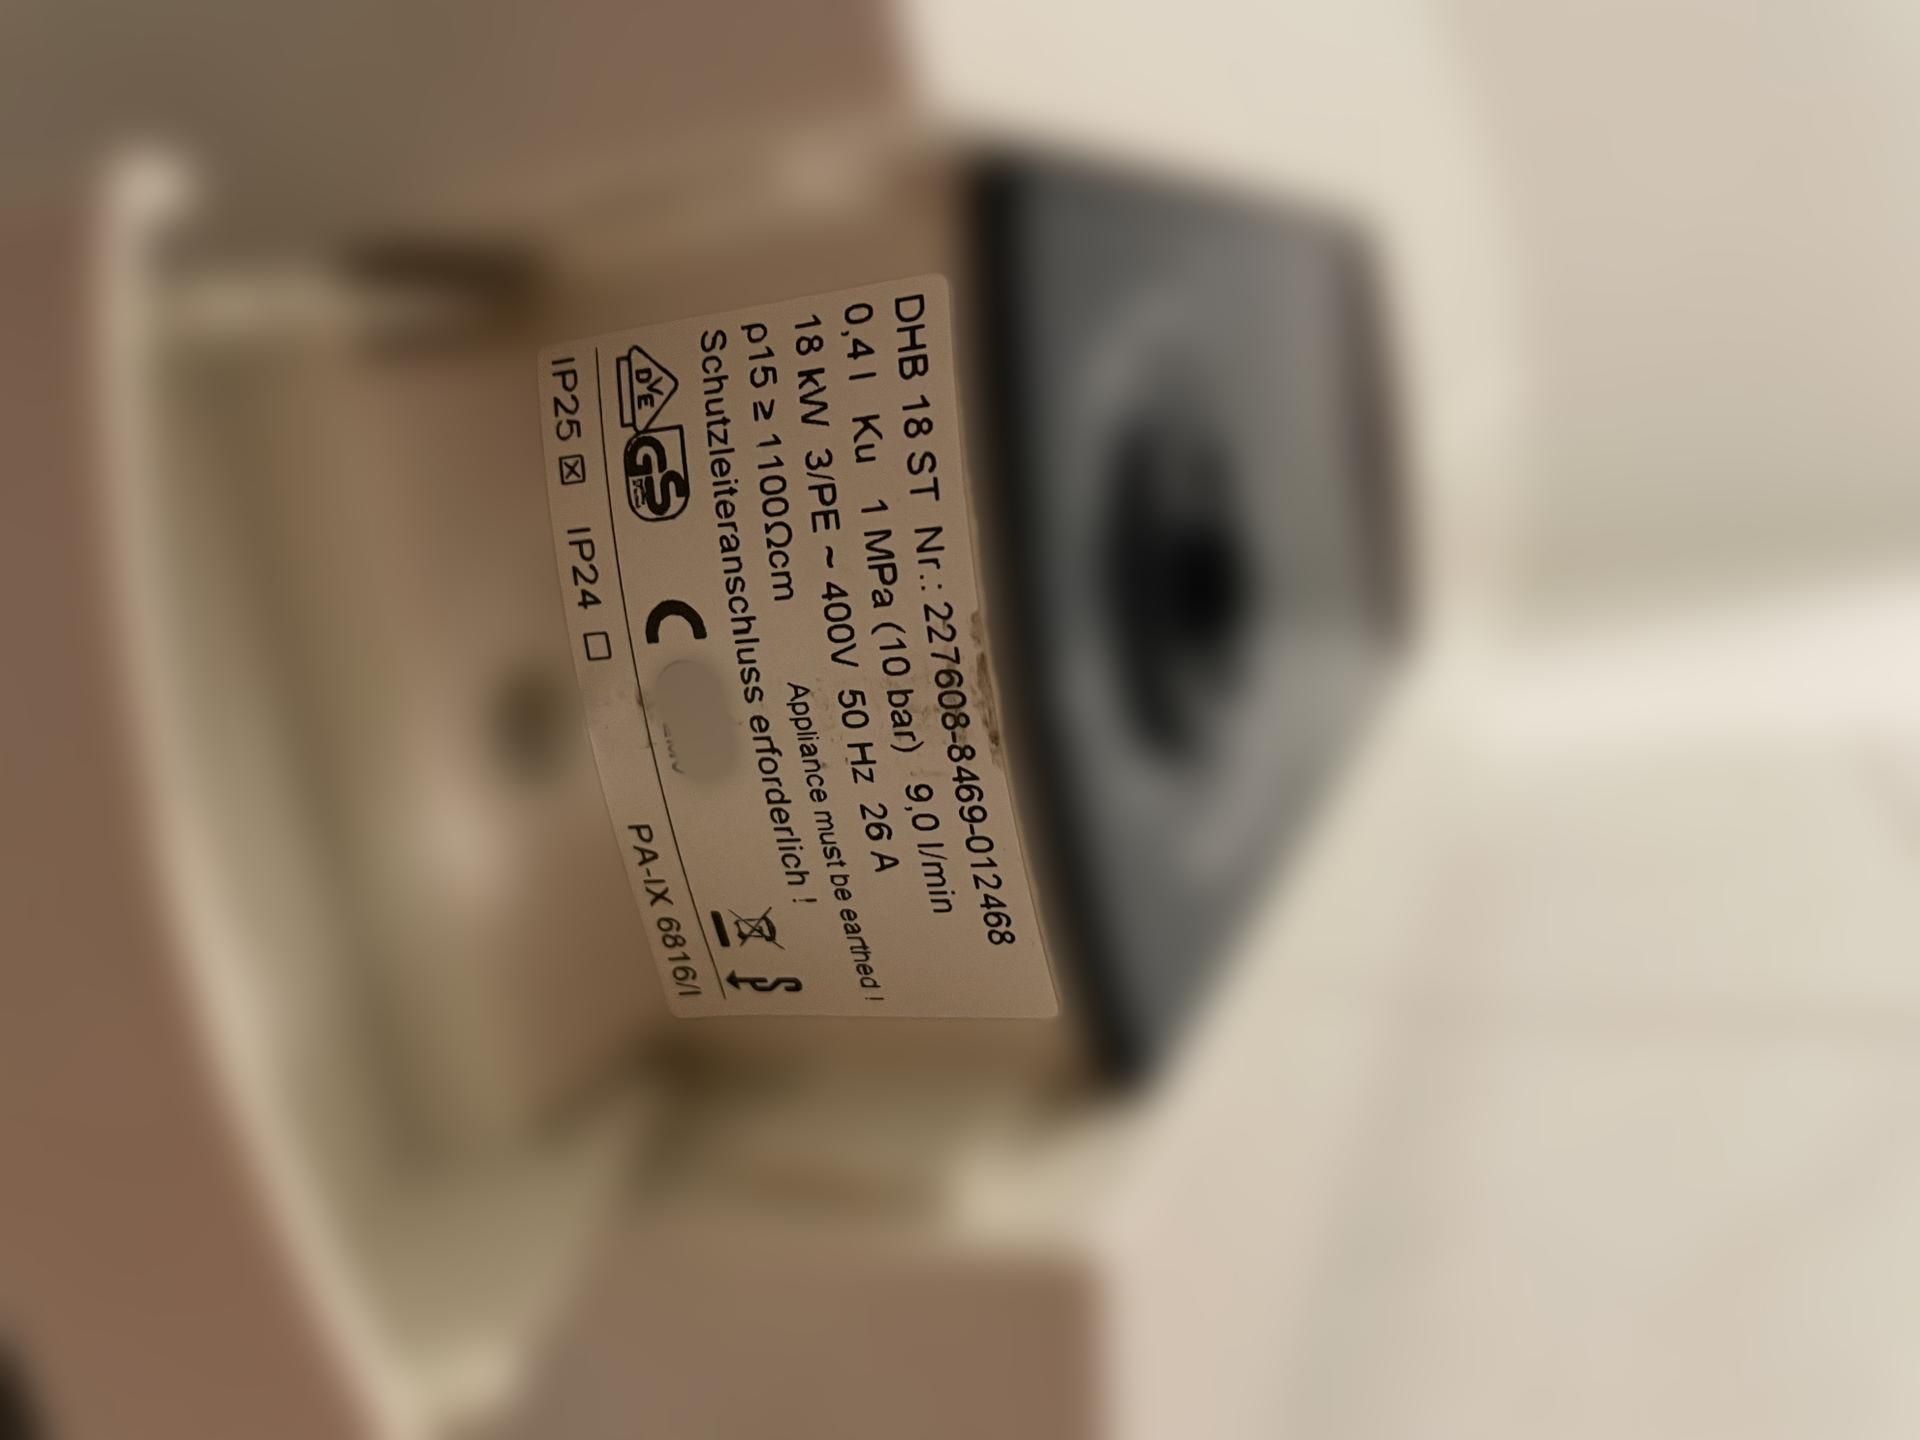 DHB 18 ST Nr.: 227608-8469-012468
0,4 l Ku 1 MPa (10 bar) 9,0 l/min
18 kW 3/PE ~ 400V 50 Hz 26 A
ρ15 ≥ 1100Ωcm Appliance must be earthed !
Schutzleiteranschluss erforderlich !
DVE GS C
IP25 ☒ IP24 ☐ PA-IX 6816/I